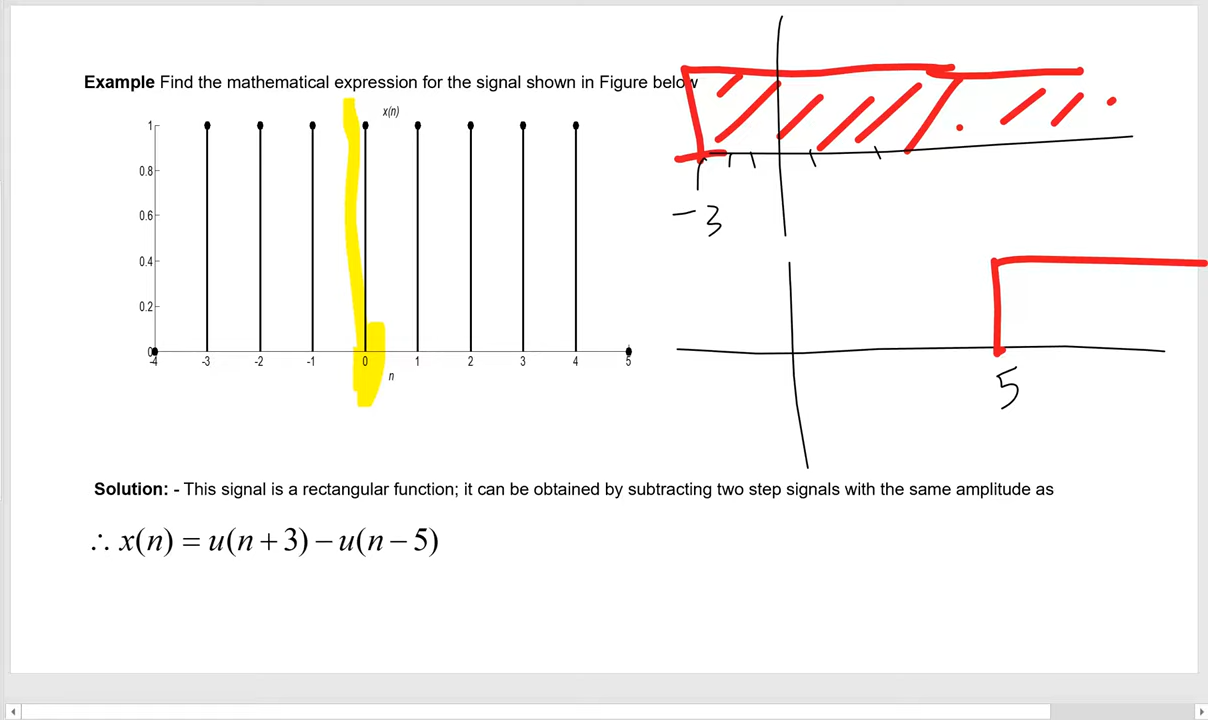 Example Find the mathematical expression for the signal shown in Figure below
x(n)
1
0.8
0.6
0.4
0.2
0
-4 -3 -2 -1 0 1 2 3 4 5
n
-3
5
Solution: - This signal is a rectangular function; it can be obtained by subtracting two step signals with the same amplitude as
∴ x(n) = u(n+3) − u(n−5)